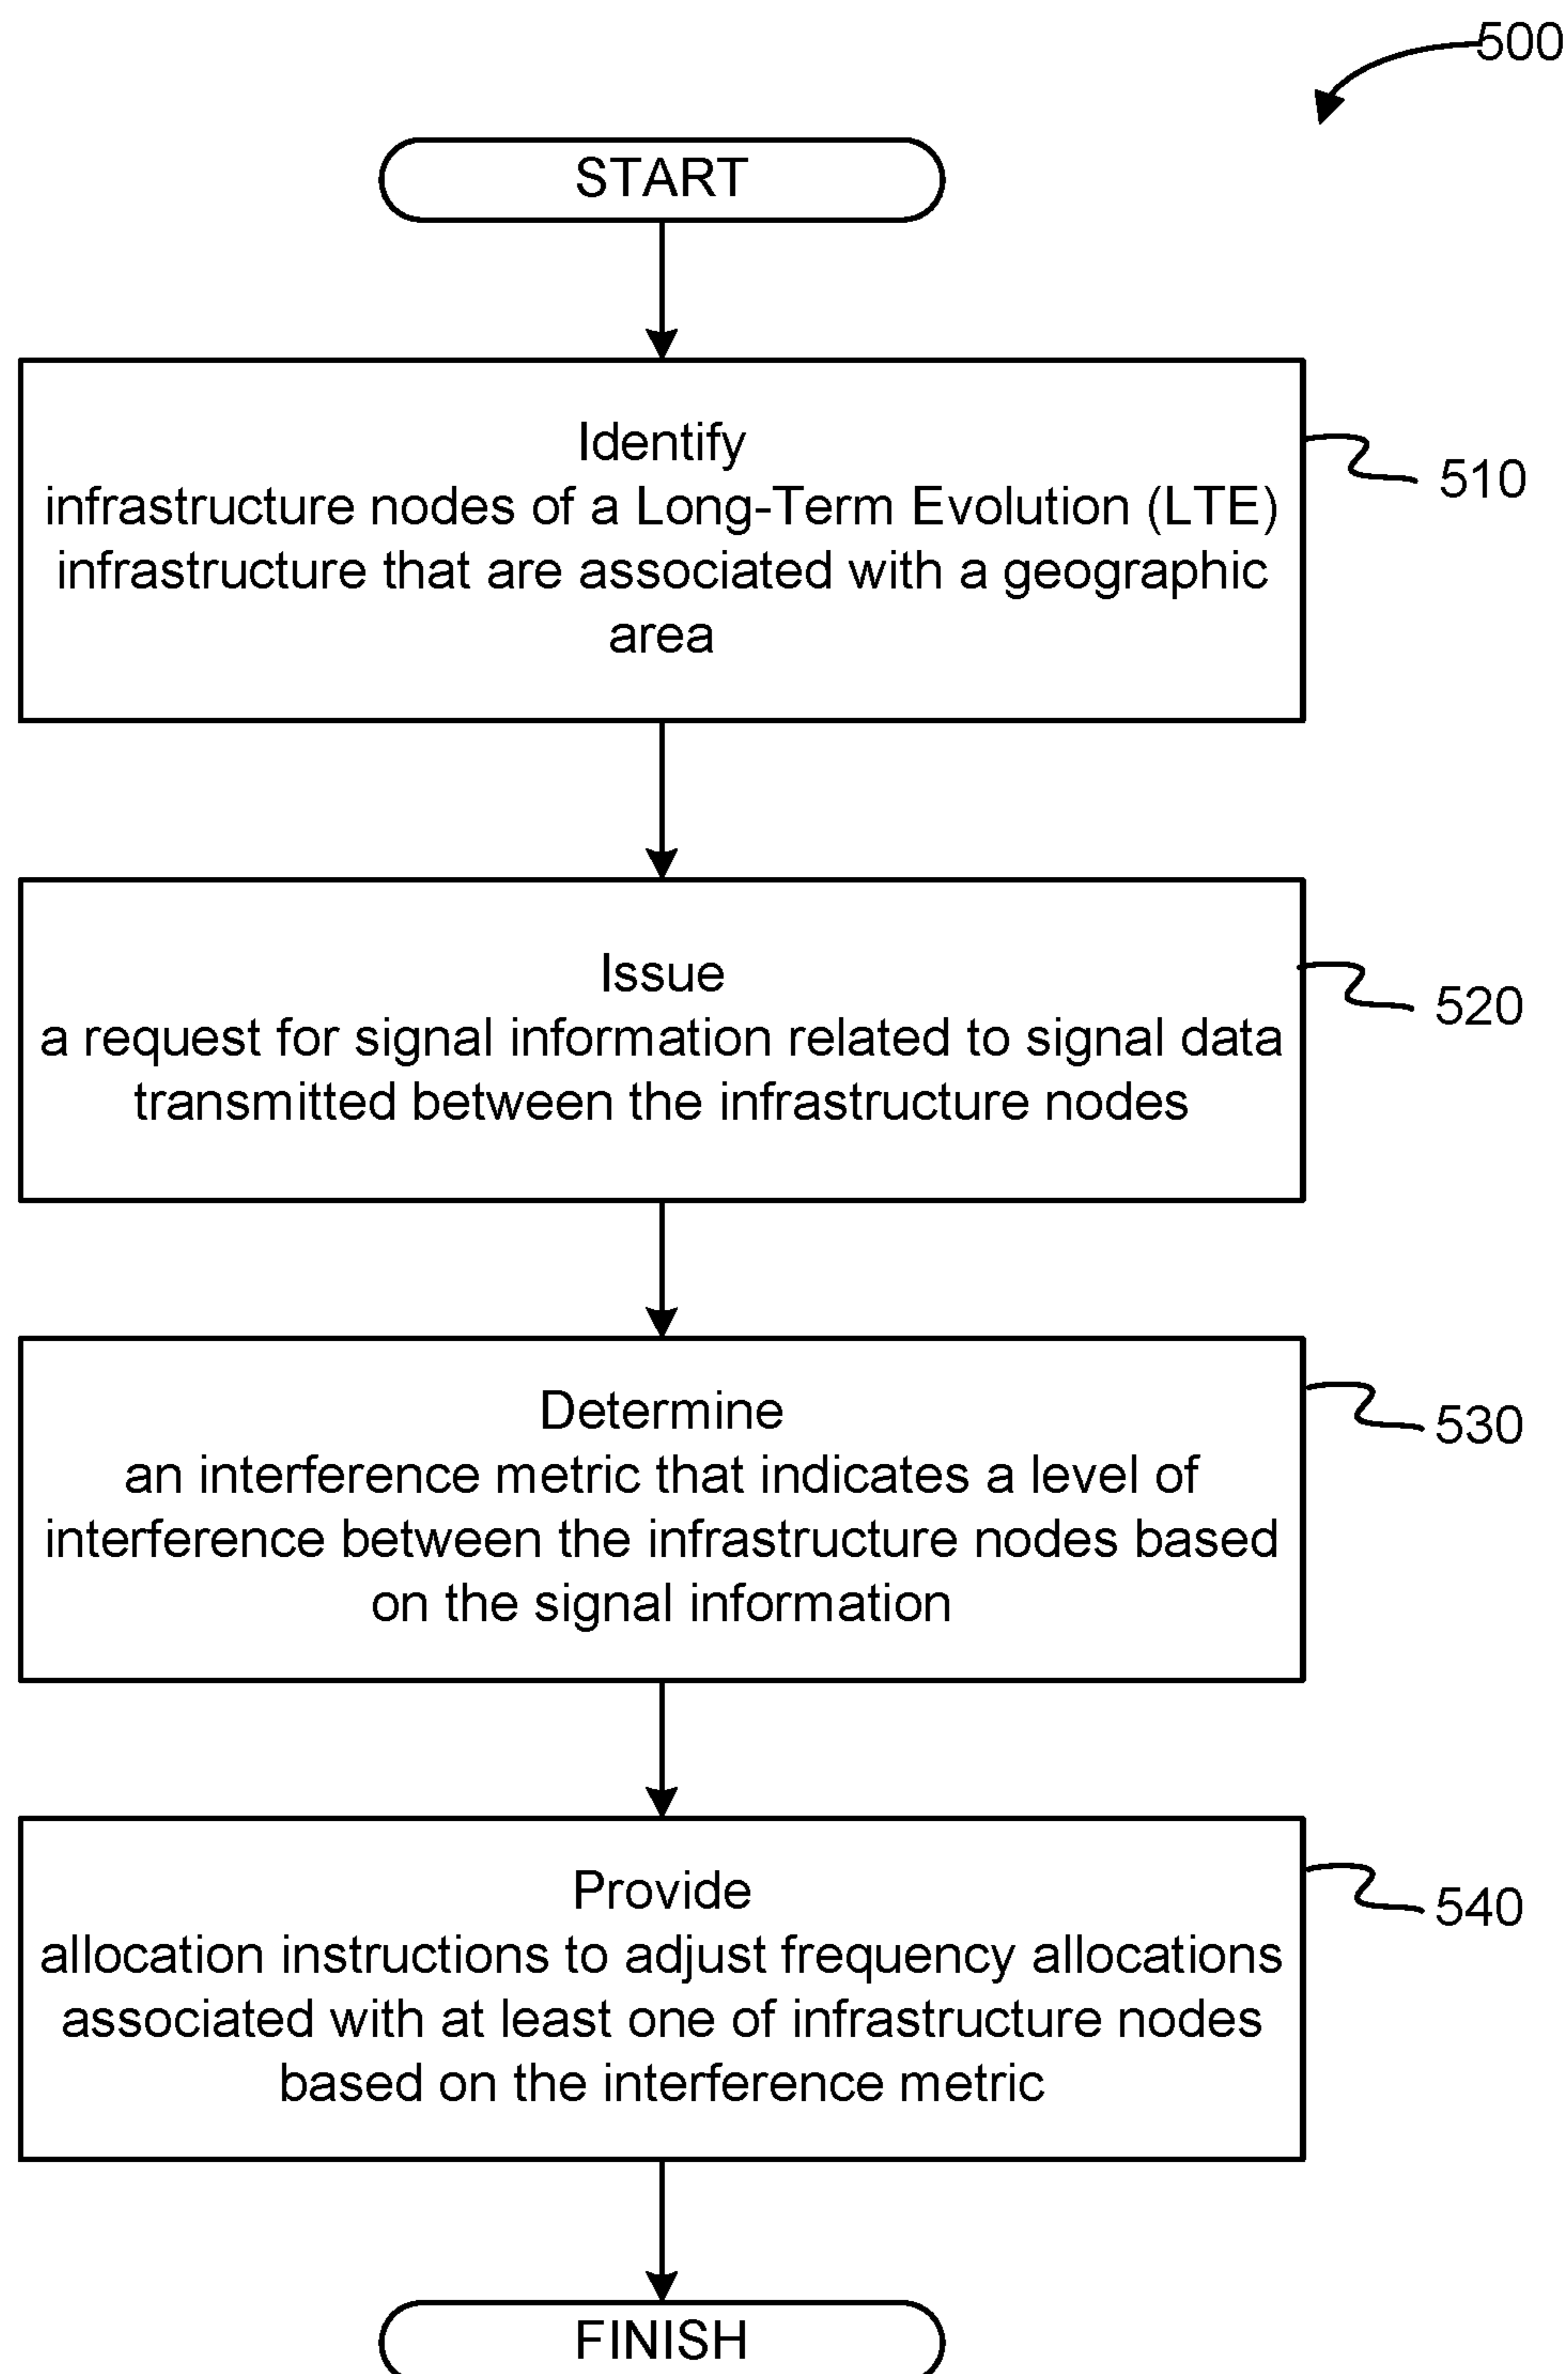 500
START
Identify
infrastructure nodes of a Long-Term Evolution (LTE)
infrastructure that are associated with a geographic
area
510
Issue
a request for signal information related to signal data
transmitted between the infrastructure nodes
520
Determine
an interference metric that indicates a level of
interference between the infrastructure nodes based
on the signal information
530
Provide
allocation instructions to adjust frequency allocations
associated with at least one of infrastructure nodes
based on the interference metric
540
FINISH